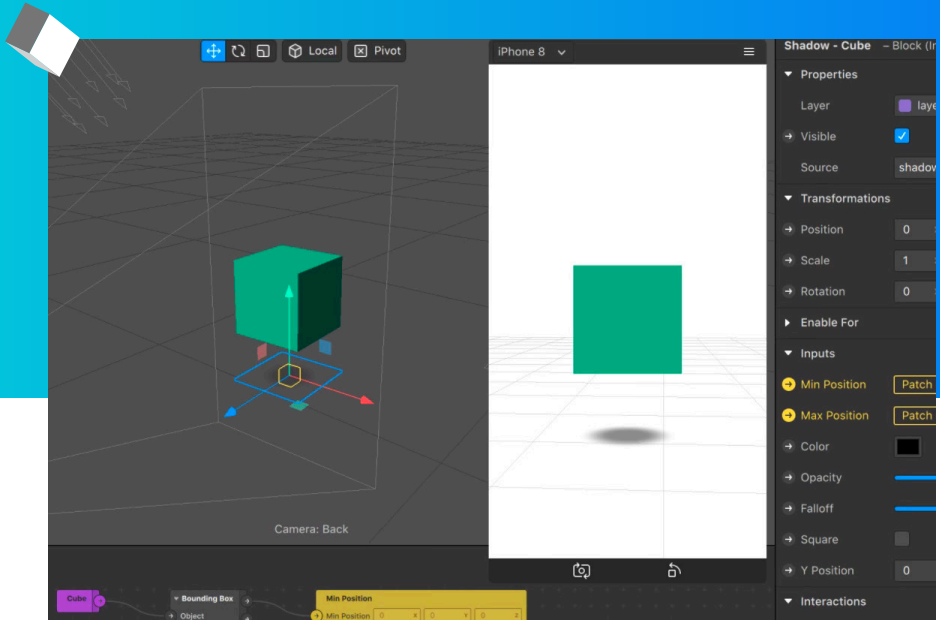 Local
Pivot
iPhone 8
Shadow - Cube – Block (In
Properties
Layer
laye
Visible
Source
shadow
Transformations
Position 0
Scale 1
Rotation 0
Enable For
Inputs
Min Position Patch
Max Position Patch
Color
Opacity
Falloff
Square
Y Position 0
Interactions
Camera: Back
Cube
Bounding Box
Object
Min Position
Min Position 0 X 0 Y 0 Z